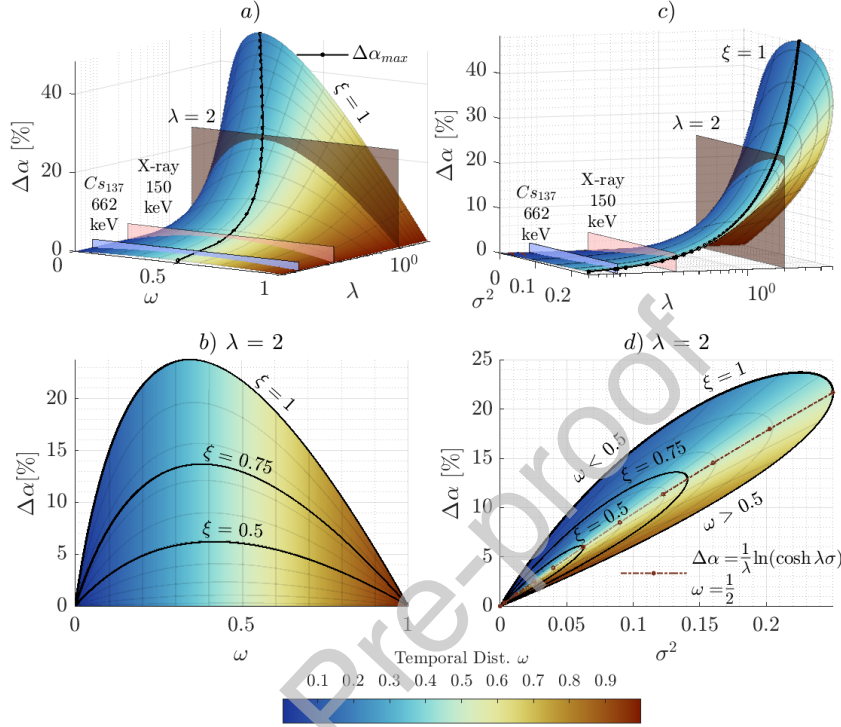 a)
Δα_max
ξ = 1
λ = 2
Cs_137
662
keV
X-ray
150
keV
Δα [%]
40
20
0
0
0.5
1
ω
λ
10^0
c)
ξ = 1
λ = 2
Cs_137
662
keV
X-ray
150
keV
Δα [%]
40
30
20
10
0
0
0.1
0.2
σ^2
λ
10^0
b) λ = 2
ξ = 1
ξ = 0.75
ξ = 0.5
Δα[%]
20
15
10
5
0
0
0.5
1
ω
d) λ = 2
ξ = 1
ω < 0.5
ξ = 0.75
ξ = 0.5
ω > 0.5
Δα = 1/λ ln(cosh λσ)
ω = 1/2
Δα [%]
25
20
15
10
5
0
0
0.05
0.1
0.15
0.2
σ^2
Temporal Dist. ω
0.1 0.2 0.3 0.4 0.5 0.6 0.7 0.8 0.9
Pre-proof